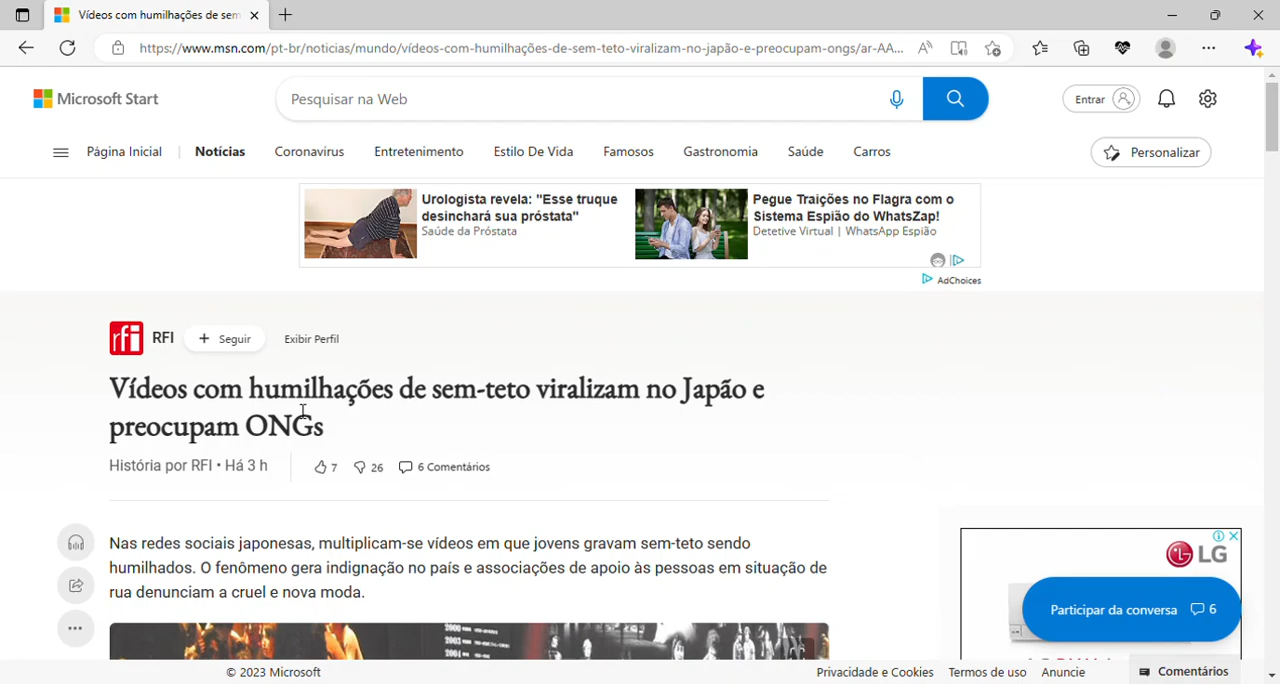 Vídeos com humilhações de sem
https://www.msn.com/pt-br/noticias/mundo/vídeos-com-humilhações-de-sem-teto-viralizam-no-japão-e-preocupam-ongs/ar-AA...
Microsoft Start
Pesquisar na Web
Entrar
Página Inicial
Notícias
Coronavírus
Entretenimento
Estilo De Vida
Famosos
Gastronomia
Saúde
Carros
Personalizar
Urologista revela: "Esse truque
desinchará sua próstata"
Saúde da Próstata
Pegue Traições no Flagra com o
Sistema Espião do WhatsZap!
Detetive Virtual | WhatsApp Espião
AdChoices
rfi RFI
Seguir
Exibir Perfil
Vídeos com humilhações de sem-teto viralizam no Japão e
preocupam ONGs
História por RFI • Há 3 h
7
26
6 Comentários
Nas redes sociais japonesas, multiplicam-se vídeos em que jovens gravam sem-teto sendo
humilhados. O fenômeno gera indignação no país e associações de apoio às pessoas em situação de
rua denunciam a cruel e nova moda.
LG
Participar da conversa 6
© 2023 Microsoft
Privacidade e Cookies
Termos de uso
Anuncie
Comentários